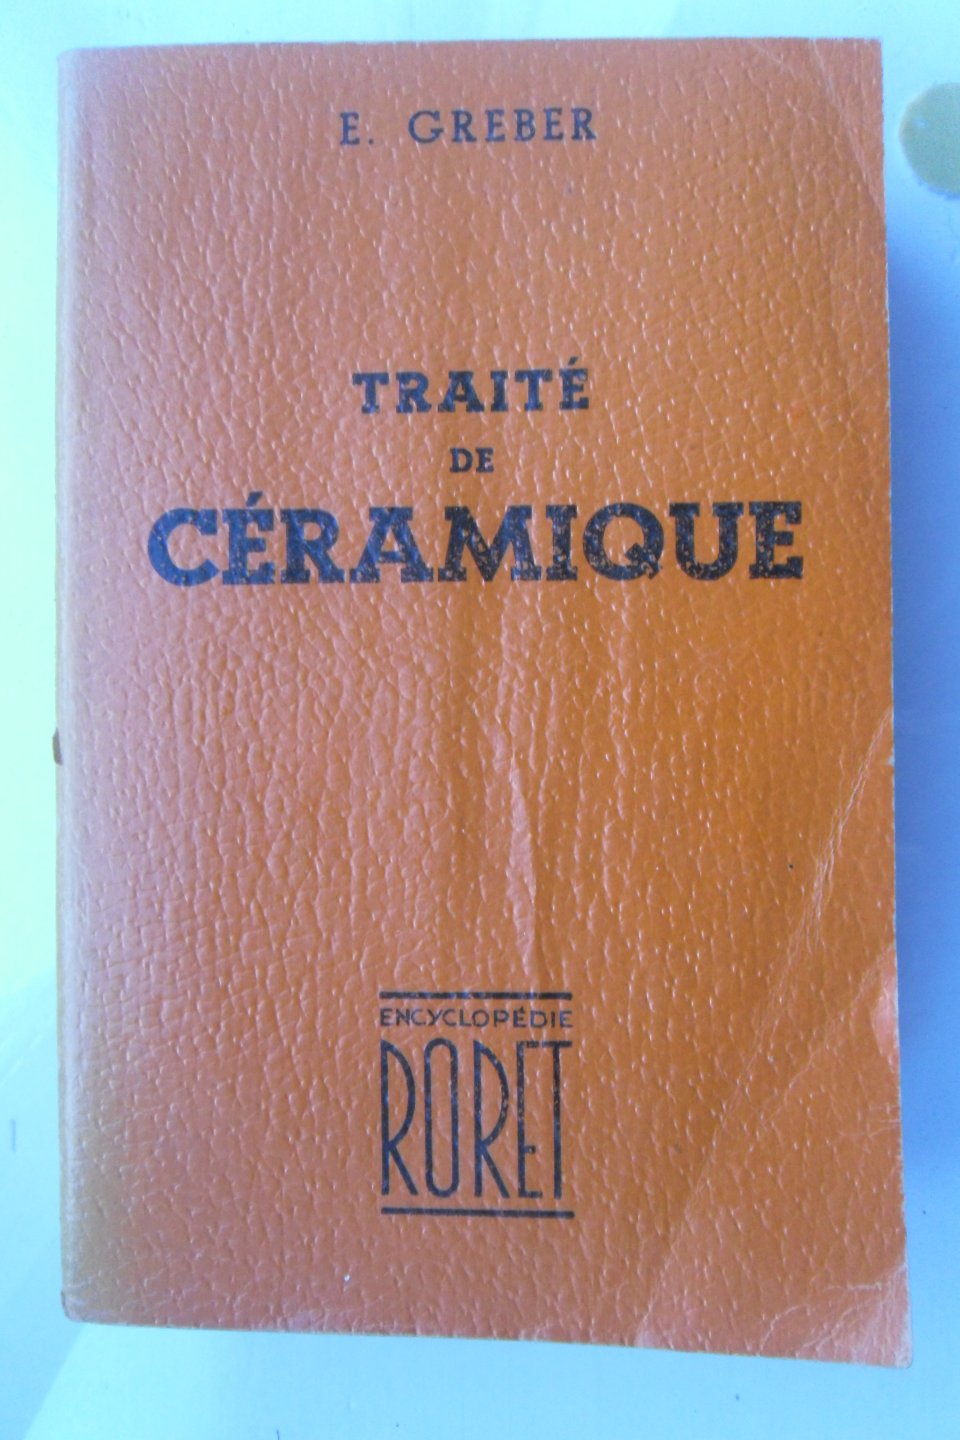 E. GREBER
TRAITÉ
DE
CÉRAMIQUE
ENCYCLOPÉDIE
RORET